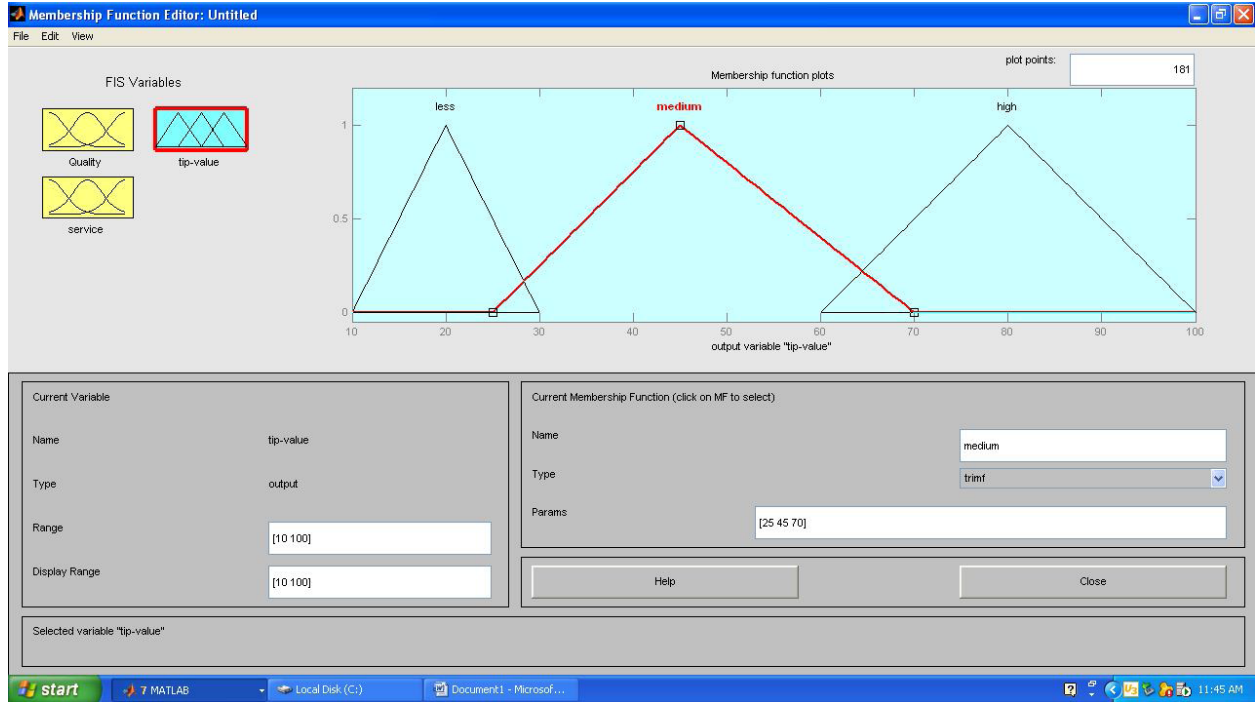 Membership Function Editor: Untitled
File Edit View
FIS Variables
Quality
tip-value
service
Membership function plots
plot points:
181
less
medium
high
1
0.5
0
10 20 30 40 50 60 70 80 90 100
output variable "tip-value"
Current Variable
Name tip-value
Type output
Range [10 100]
Display Range [10 100]
Current Membership Function (click on MF to select)
Name medium
Type trimf
Params [25 45 70]
Help Close
Selected variable "tip-value"
start 7 MATLAB Local Disk (C:) Document1 - Microsof... 11:45 AM